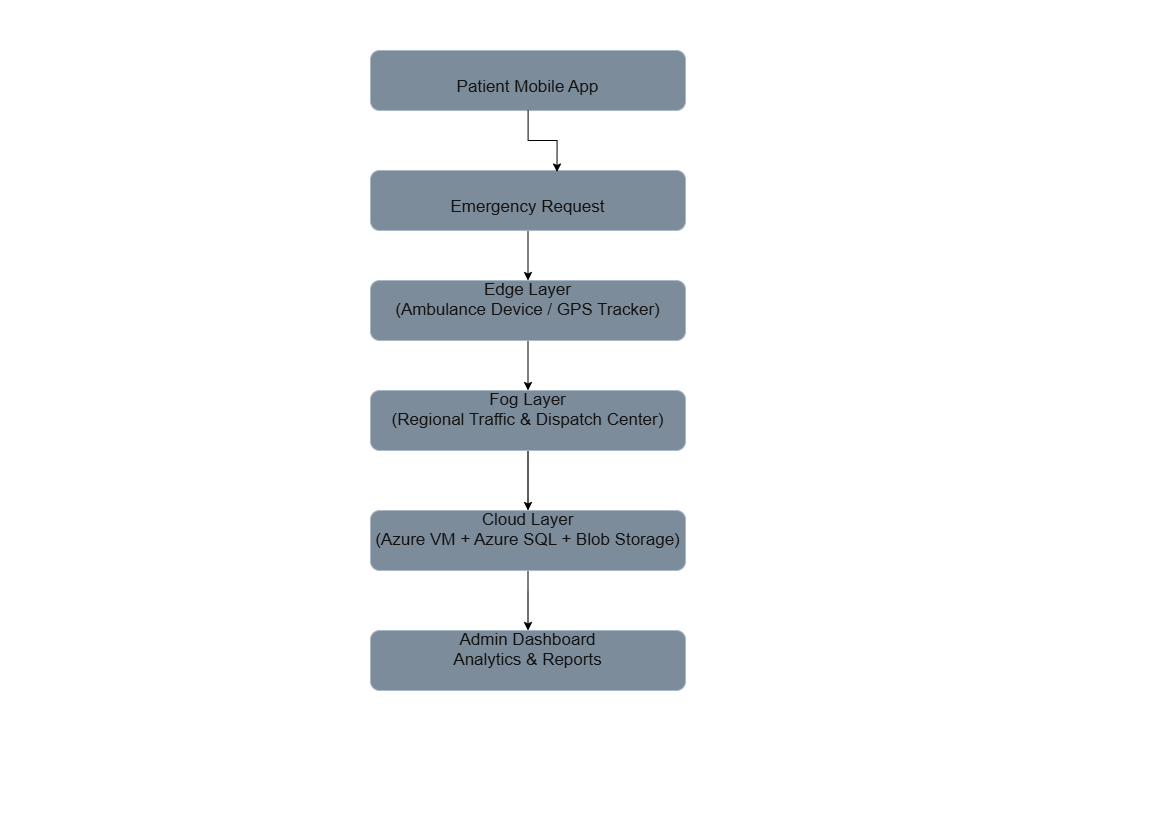 Patient Mobile App
Emergency Request
Edge Layer
(Ambulance Device / GPS Tracker)
Fog Layer
(Regional Traffic & Dispatch Center)
Cloud Layer
(Azure VM + Azure SQL + Blob Storage)
Admin Dashboard
Analytics & Reports